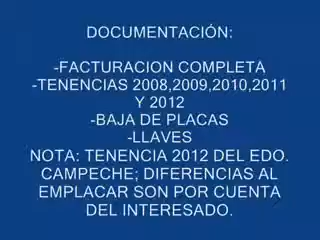 DOCUMENTACIÓN:
-FACTURACION COMPLETA
-TENENCIAS 2008,2009,2010,2011
Y 2012
-BAJA DE PLACAS
-LLAVES
NOTA: TENENCIA 2012 DEL EDO.
CAMPECHE; DIFERENCIAS AL
EMPLACAR SON POR CUENTA
DEL INTERESADO.